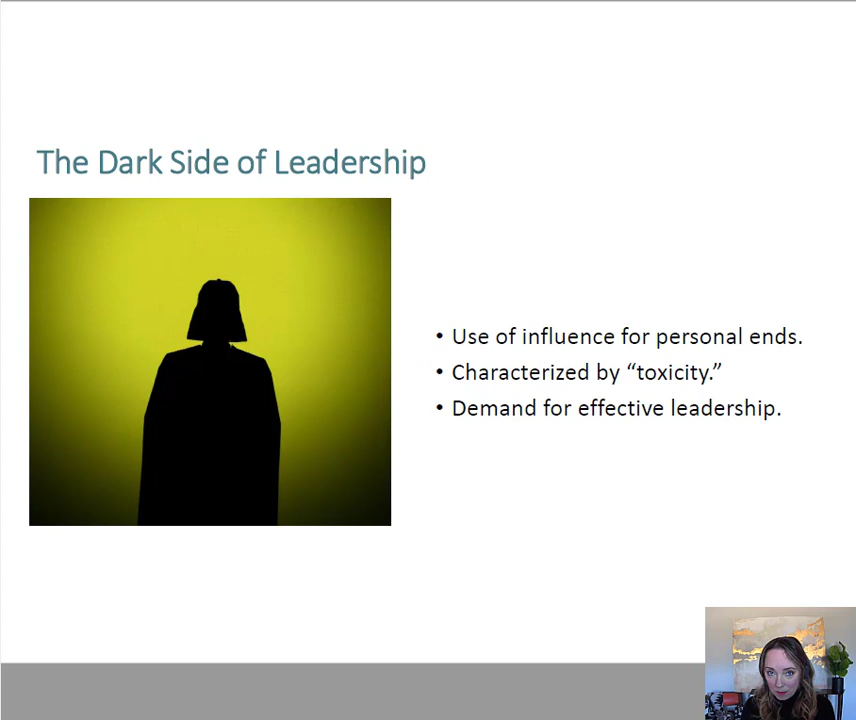 The Dark Side of Leadership
• Use of influence for personal ends.
• Characterized by “toxicity.”
• Demand for effective leadership.